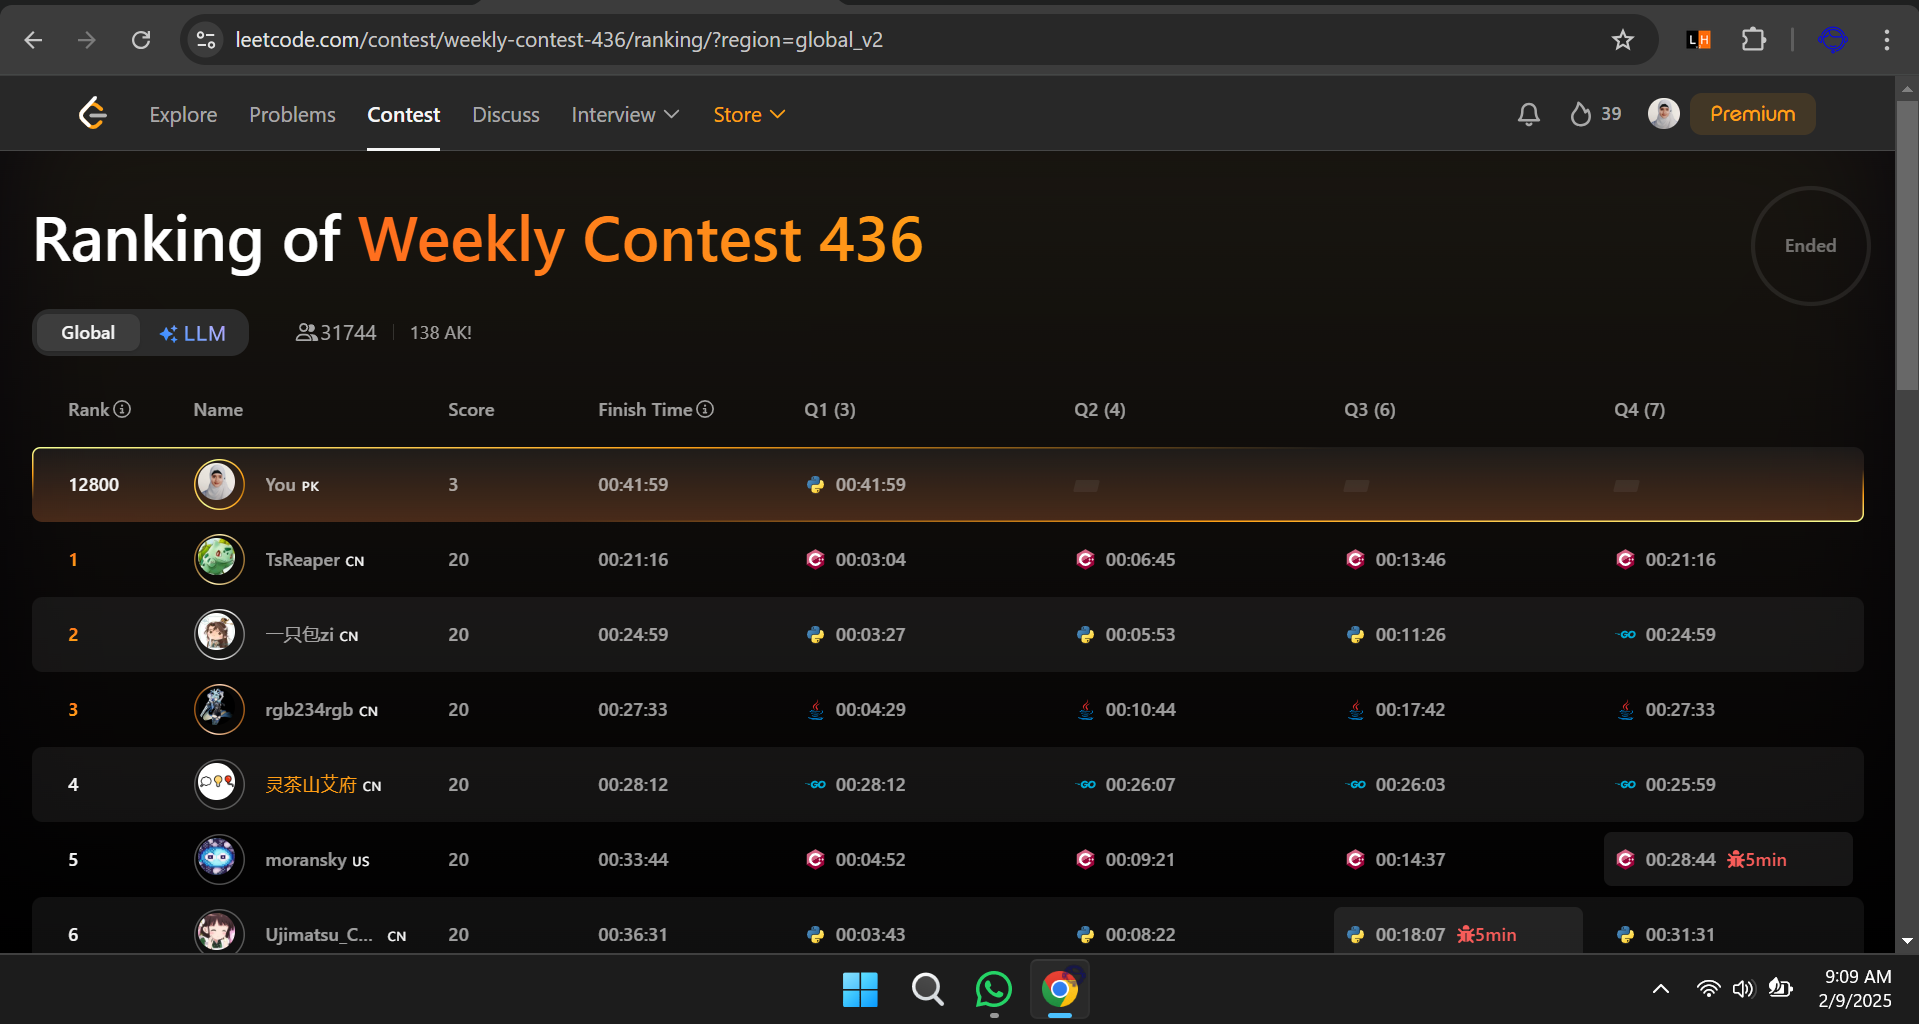 leetcode.com/contest/weekly-contest-436/ranking/?region=global_v2
L H
Explore Problems Contest Discuss Interview Store 39 Premium
Ranking of Weekly Contest 436
Ended
Global LLM 31744 138 AK!
Rank Name Score Finish Time Q1 (3) Q2 (4) Q3 (6) Q4 (7)
12800 You PK 3 00:41:59 00:41:59
1 TsReaper CN 20 00:21:16 00:03:04 00:06:45 00:13:46 00:21:16
2 一只包zi CN 20 00:24:59 00:03:27 00:05:53 00:11:26 GO 00:24:59
3 rgb234rgb CN 20 00:27:33 00:04:29 00:10:44 00:17:42 00:27:33
4 灵茶山艾府 CN 20 00:28:12 GO 00:28:12 GO 00:26:07 GO 00:26:03 GO 00:25:59
5 moransky US 20 00:33:44 00:04:52 00:09:21 00:14:37 00:28:44 5min
6 Ujimatsu_C... CN 20 00:36:31 00:03:43 00:08:22 00:18:07 5min 00:31:31
9:09 AM
2/9/2025